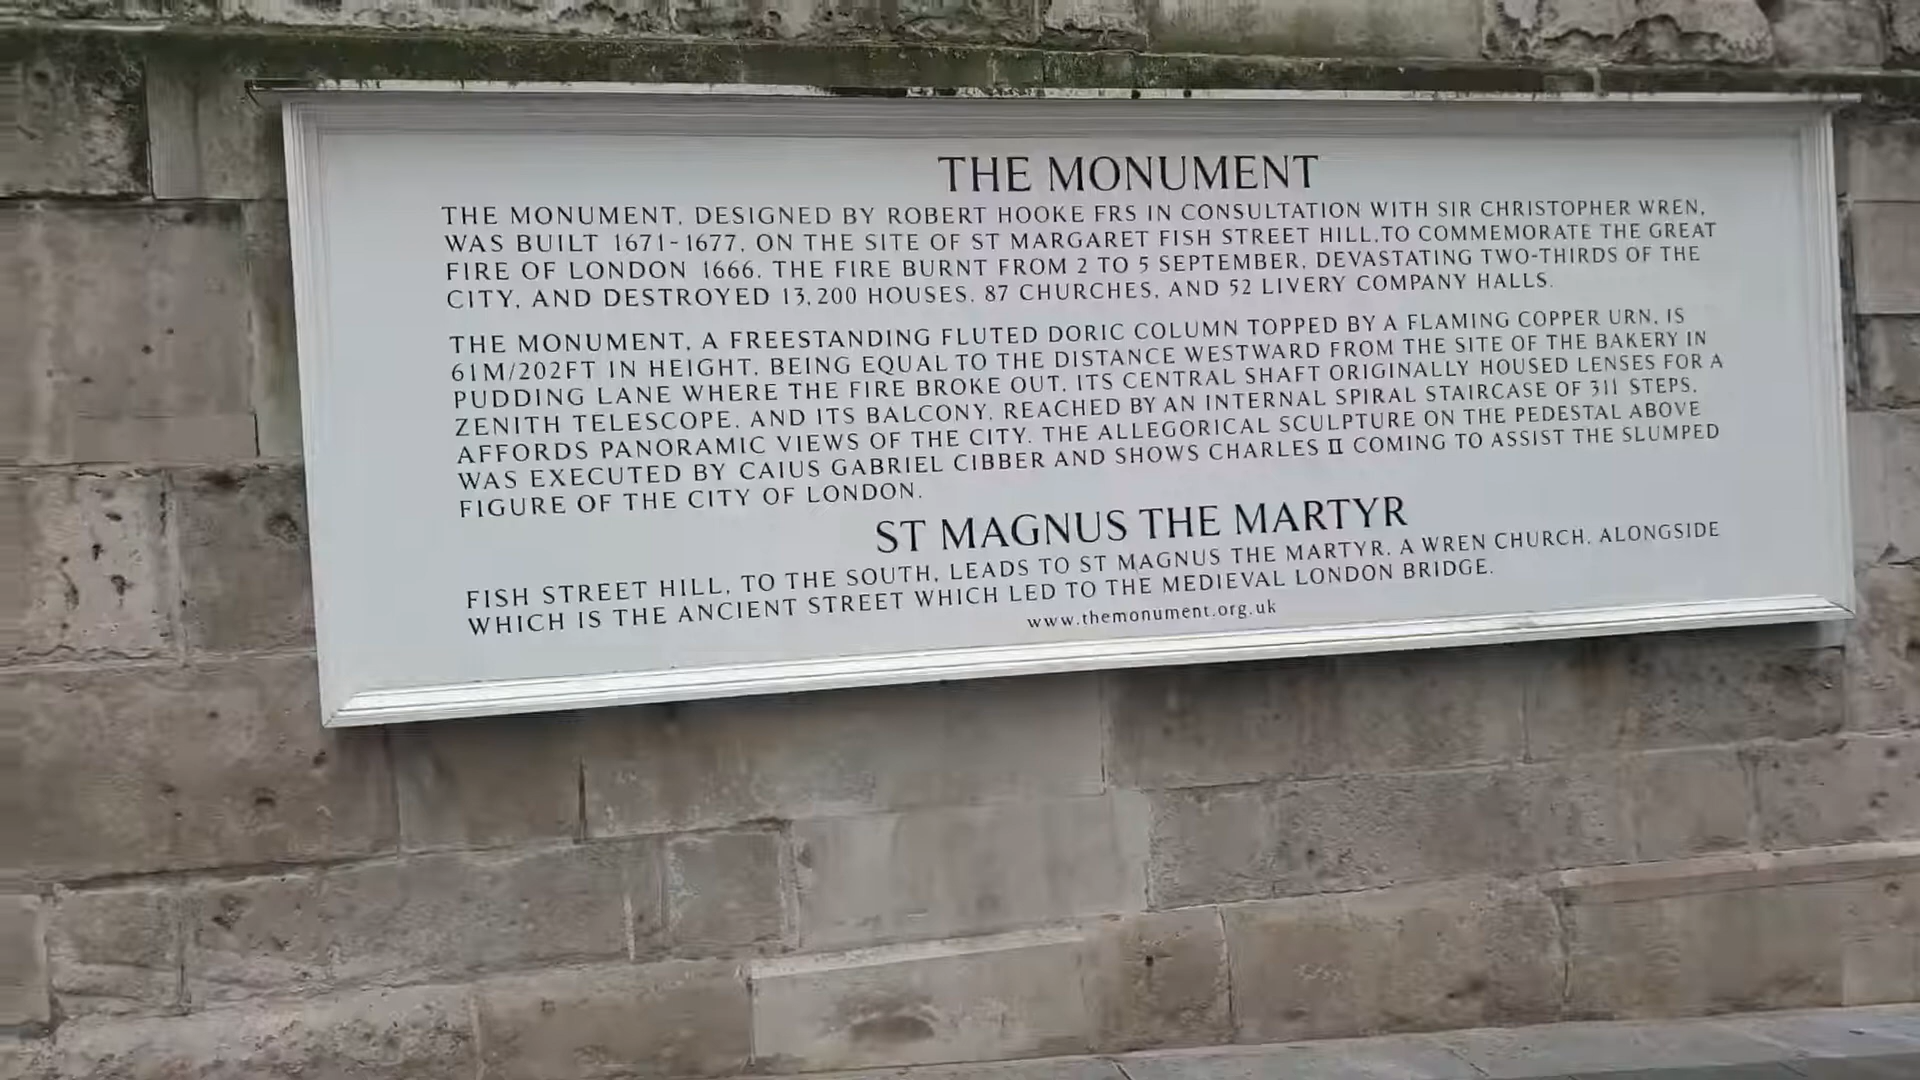 THE MONUMENT
THE MONUMENT, DESIGNED BY ROBERT HOOKE FRS IN CONSULTATION WITH SIR CHRISTOPHER WREN,
WAS BUILT 1671-1677, ON THE SITE OF ST MARGARET FISH STREET HILL, TO COMMEMORATE THE GREAT
FIRE OF LONDON 1666. THE FIRE BURNT FROM 2 TO 5 SEPTEMBER, DEVASTATING TWO-THIRDS OF THE
CITY, AND DESTROYED 13,200 HOUSES, 87 CHURCHES, AND 52 LIVERY COMPANY HALLS.
THE MONUMENT, A FREESTANDING FLUTED DORIC COLUMN TOPPED BY A FLAMING COPPER URN, IS
61M/202FT IN HEIGHT, BEING EQUAL TO THE DISTANCE WESTWARD FROM THE SITE OF THE BAKERY IN
PUDDING LANE WHERE THE FIRE BROKE OUT. ITS CENTRAL SHAFT ORIGINALLY HOUSED LENSES FOR A
ZENITH TELESCOPE, AND ITS BALCONY, REACHED BY AN INTERNAL SPIRAL STAIRCASE OF 311 STEPS,
AFFORDS PANORAMIC VIEWS OF THE CITY. THE ALLEGORICAL SCULPTURE ON THE PEDESTAL ABOVE
WAS EXECUTED BY CAIUS GABRIEL CIBBER AND SHOWS CHARLES II COMING TO ASSIST THE SLUMPED
FIGURE OF THE CITY OF LONDON.
ST MAGNUS THE MARTYR
FISH STREET HILL, TO THE SOUTH, LEADS TO ST MAGNUS THE MARTYR, A WREN CHURCH, ALONGSIDE
WHICH IS THE ANCIENT STREET WHICH LED TO THE MEDIEVAL LONDON BRIDGE.
www.themonument.org.uk